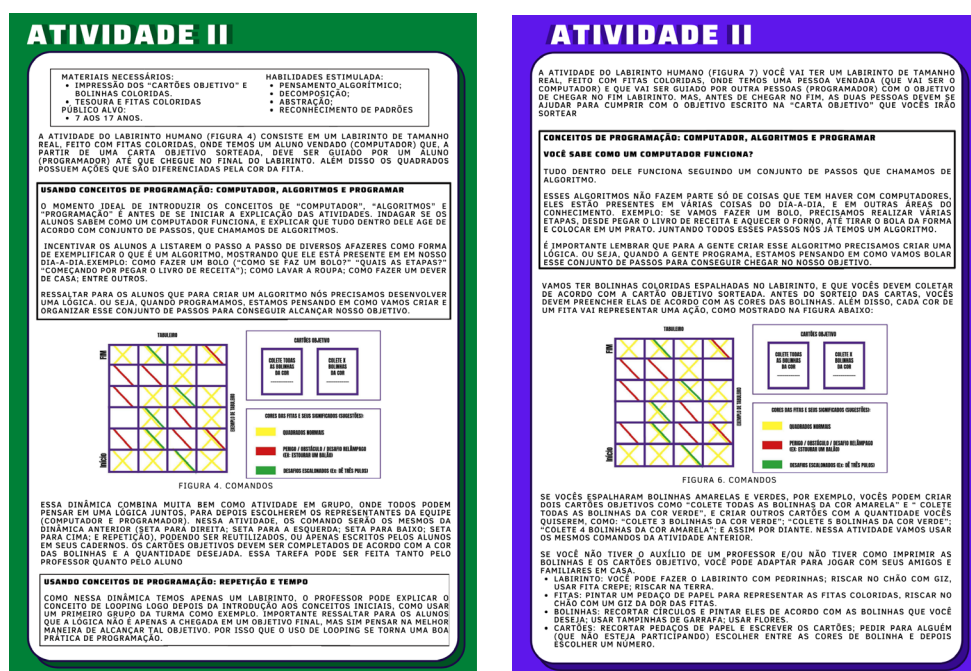 ATIVIDADE II
MATERIAIS NECESSÁRIOS:
• IMPRESSÃO DOS “CARTÕES OBJETIVO” E
BOLINHAS COLORIDAS.
• TESOURA E FITAS COLORIDAS
PÚBLICO ALVO:
• 7 AOS 17 ANOS.
HABILIDADES ESTIMULADA:
• PENSAMENTO ALGORÍTMICO;
• DECOMPOSIÇÃO;
• ABSTRAÇÃO;
• RECONHECIMENTO DE PADRÕES
A ATIVIDADE DO LABIRINTO HUMANO (FIGURA 4) CONSISTE EM UM LABIRINTO DE TAMANHO
REAL, FEITO COM FITAS COLORIDAS, ONDE TEMOS UM ALUNO VENDADO (COMPUTADOR) QUE, A
PARTIR DE UMA CARTA OBJETIVO SORTEADA, DEVE SER GUIADO POR UM ALUNO
(PROGRAMADOR) ATÉ QUE CHEGUE NO FINAL DO LABIRINTO. ALÉM DISSO OS QUADRADOS
POSSUEM AÇÕES QUE SÃO DIFERENCIADAS PELA COR DA FITA.
USANDO CONCEITOS DE PROGRAMAÇÃO: COMPUTADOR, ALGORITMOS E PROGRAMAR
O MOMENTO IDEAL DE INTRODUZIR OS CONCEITOS DE “COMPUTADOR”, “ALGORITMOS” E
“PROGRAMAÇÃO” É ANTES DE SE INICIAR A EXPLICAÇÃO DAS ATIVIDADES. INDAGAR SE OS
ALUNOS SABEM COMO UM COMPUTADOR FUNCIONA, E EXPLICAR QUE TUDO DENTRO DELE AGE DE
ACORDO COM CONJUNTO DE PASSOS, QUE CHAMAMOS DE ALGORITMOS.
INCENTIVAR OS ALUNOS A LISTAREM O PASSO A PASSO DE DIVERSOS AFAZERES COMO FORMA
DE EXEMPLIFICAR O QUE É UM ALGORITMO, MOSTRANDO QUE ELE ESTÁ PRESENTE EM EM NOSSO
DIA-A-DIA.EXEMPLO: COMO FAZER UM BOLO (“COMO SE FAZ UM BOLO?” “QUAIS AS ETAPAS?”
“COMEÇANDO POR PEGAR O LIVRO DE RECEITA”); COMO LAVAR A ROUPA; COMO FAZER UM DEVER
DE CASA; ENTRE OUTROS.
RESSALTAR PARA OS ALUNOS QUE PARA CRIAR UM ALGORTMO NÓS PRECISAMOS DESENVOLVER
UMA LÓGICA. OU SEJA, QUANDO PROGRAMAMOS, ESTAMOS PENSANDO EM COMO VAMOS CRIAR E
ORGANIZAR ESSE CONJUNTO DE PASSOS PARA CONSEGUIR ALCANÇAR NOSSO OBJETIVO.
TABULEIRO
FIM
Início
EXEMPLO DE TABULEIRO
CARTÕES OBJETIVO
COLETE TODAS
AS BOLINHAS
DA COR
COLETE X
BOLINHAS
DA COR
CORES DAS FITAS E SEUS SIGNIFICADOS (SUGESTÕES):
QUADRADOS NORMAIS
PERIGO / OBSTÁCULO / DESAFIO RELÂMPAGO
(EX: ESTOURAR UM BALÃO)
DESAFIOS ESCALONADOS (Ex: DÊ TRÊS PULOS)
FIGURA 4. COMANDOS
ESSA DINÂMICA COMBINA MUITA BEM COMO ATIVIDADE EM GRUPO, ONDE TODOS PODEM
PENSAR EM UMA LÓGICA JUNTOS, PARA DEPOIS ESCOLHEREM OS REPRESENTANTES DA EQUIPE
(COMPUTADOR E PROGRAMADOR). NESSA ATIVIDADE, OS COMANDO SERÃO OS MESMOS DA
DINÂMICA ANTERIOR (SETA PARA DIREITA; SETA PARA A ESQUERDA; SETA PARA BAIXO; SETA
PARA CIMA; E REPETIÇÃO), PODENDO SER REUTILIZADOS, OU APENAS ESCRITOS PELOS ALUNOS
EM SEUS CADERNOS. OS CARTÕES OBJETIVOS DEVEM SER COMPLETADOS DE ACORDO COM A COR
DAS BOLINHAS E A QUANTIDADE DESEJADA. ESSA TAREFA PODE SER FEITA TANTO PELO
PROFESSOR QUANTO PELO ALUNO
USANDO CONCEITOS DE PROGRAMAÇÃO: REPETIÇÃO E TEMPO
COMO NESSA DINÂMICA TEMOS APENAS UM LABIRINTO, O PROFESSOR PODE EXPLICAR O
CONCEITO DE LOOPING LOGO DEPOIS DA INTRODUÇÃO AOS CONCEITOS INICIAIS, COMO USAR
UM PRIMEIRO GRUPO DA TURMA COMO EXEMPLO. IMPORTANTE RESSALTAR PARA OS ALUNOS
QUE A LÓGICA NÃO É APENAS A CHEGADA EM UM OBJETIVO FINAL, MAS SIM PENSAR NA MELHOR
MANEIRA DE ALCANÇAR TAL OBJETIVO. POR ISSO QUE O USO DE LOOPING SE TORNA UMA BOA
PRÁTICA DE PROGRAMAÇÃO.
ATIVIDADE II
A ATIVIDADE DO LABIRINTO HUMANO (FIGURA 7) VOCÊ VAI TER UM LABIRINTO DE TAMANHO
REAL, FEITO COM FITAS COLORIDAS, ONDE TEMOS UMA PESSOA VENDADA (QUE VAI SER O
COMPUTADOR) E QUE VAI SER GUIADO POR OUTRA PESSOAS (PROGRAMADOR) COM O OBJETIVO
DE CHEGAR NO FIM LABIRINTO. MAS, ANTES DE CHEGAR NO FIM, AS DUAS PESSOAS DEVEM SE
AJUDAR PARA CUMPRIR COM O OBJETIVO ESCRITO NA “CARTA OBJETIVO” QUE VOCÊS IRÃO
SORTEAR
CONCEITOS DE PROGRAMAÇÃO: COMPUTADOR, ALGORITMOS E PROGRAMAR
VOCÊ SABE COMO UM COMPUTADOR FUNCIONA?
TUDO DENTRO DELE FUNCIONA SEGUINDO UM CONJUNTO DE PASSOS QUE CHAMAMOS DE
ALGORITMO.
ESSES ALGORITMOS NÃO FAZEM PARTE SÓ DE COISAS QUE TEM HAVER COM COMPUTADORES,
ELES ESTÃO PRESENTES EM VÁRIAS COISAS DO DIA-A-DIA, E EM OUTRAS ÁREAS DO
CONHECIMENTO. EXEMPLO: SE VAMOS FAZER UM BOLO, PRECISAMOS REALIZAR VÁRIAS
ETAPAS, DESDE PEGAR O LIVRO DE RECEITA E AQUECER O FORNO, ATÉ TIRAR O BOLA DA FORMA
E COLOCAR EM UM PRATO. JUNTANDO TODOS ESSES PASSOS NÓS JÁ TEMOS UM ALGORITMO.
É IMPORTANTE LEMBRAR QUE PARA A GENTE CRIAR ESSE ALGORITMO PRECISAMOS CRIAR UMA
LÓGICA. OU SEJA, QUANDO A GENTE PROGRAMA, ESTAMOS PENSANDO EM COMO VAMOS BOLAR
ESSE CONJUNTO DE PASSOS PARA CONSEGUIR CHEGAR NO NOSSO OBJETIVO.
VAMOS TER BOLINHAS COLORIDAS ESPALHADAS NO LABIRINTO, E QUE VOCÊS DEVEM COLETAR
DE ACORDO COM A CARTÃO OBJETIVO SORTEADA. ANTES DO SORTEIO DAS CARTAS, VOCÊS
DEVEM PREENCHER ELAS DE ACORDO COM AS CORES DAS BOLINHAS. ALÉM DISSO, CADA COR DE
UM FITA VAI REPRESENTAR UMA AÇÃO, COMO MOSTRADO NA FIGURA ABAIXO:
TABULEIRO
FIM
Início
EXEMPLO DE TABULEIRO
CARTÕES OBJETIVO
COLETE TODAS
AS BOLINHAS
DA COR
COLETE X
BOLINHAS
DA COR
CORES DAS FITAS E SEUS SIGNIFICADOS (SUGESTÕES):
QUADRADOS NORMAIS
PERIGO / OBSTÁCULO / DESAFIO RELÂMPAGO
(EX: ESTOURAR UM BALÃO)
DESAFIOS ESCALONADOS (Ex: DÊ TRÊS PULOS)
FIGURA 6. COMANDOS
SE VOCÊS ESPALHARAM BOLINHAS AMARELAS E VERDES, POR EXEMPLO, VOCÊS PODEM CRIAR
DOIS CARTÕES OBJETIVOS COMO “COLETE TODAS AS BOLINHAS DA COR AMARELA” E “ COLETE
TODAS AS BOLINHAS DA COR VERDE”, E CRIAR OUTROS CARTÕES COM A QUANTIDADE VOCÊS
QUISEREM, COMO: “COLETE 3 BOLINHAS DA COR VERDE”; “COLETE 5 BOLINHAS DA COR VERDE”;
“COLETE 4 BOLINHAS DA COR AMARELA”; E ASSIM POR DIANTE. NESSA ATIVIDADE VAMOS USAR
OS MESMOS COMANDOS DA ATIVIDADE ANTERIOR.
SE VOCÊ NÃO TIVER O AUXÍLIO DE UM PROFESSOR E/OU NÃO TIVER COMO IMPRIMIR AS
BOLINHAS E OS CARTÕES OBJETIVO, VOCÊ PODE ADAPTAR PARA JOGAR COM SEUS AMIGOS E
FAMILIARES EM CASA.
• LABIRINTO: VOCÊ PODE FAZER O LABIRINTO COM PEDRINHAS; RISCAR NO CHÃO COM GIZ,
USAR FITA CREPE; RISCAR NA TERRA.
• FITAS: PINTAR UM PEDAÇO DE PAPEL PARA REPRESENTAR AS FITAS COLORIDAS, RISCAR NO
CHÃO COM UM GIZ DA DOR DAS FITAS.
• BOLINHAS: RECORTAR CÍRCULOS E PINTAR ELES DE ACORDO COM AS BOLINHAS QUE VOCÊ
DESEJA; USAR TAMPINHAS DE GARRAFA; USAR FLORES.
• CARTÕES: RECORTAR PEDAÇOS DE PAPEL E ESCREVER OS CARTÕES; PEDIR PARA ALGUÉM
(QUE NÃO ESTEJA PARTICIPANDO) ESCOLHER ENTRE AS CORES DE BOLINHA E DEPOIS
ESCOLHER UM NÚMERO.